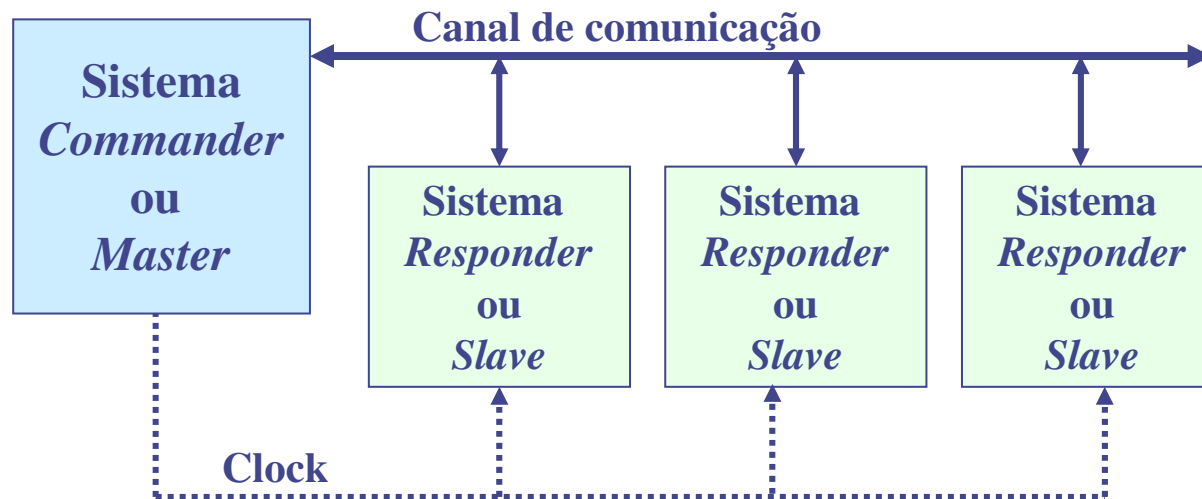 Canal de comunicação
Sistema
Commander
ou
Master
Sistema
Responder
ou
Slave
Sistema
Responder
ou
Slave
Sistema
Responder
ou
Slave
Clock